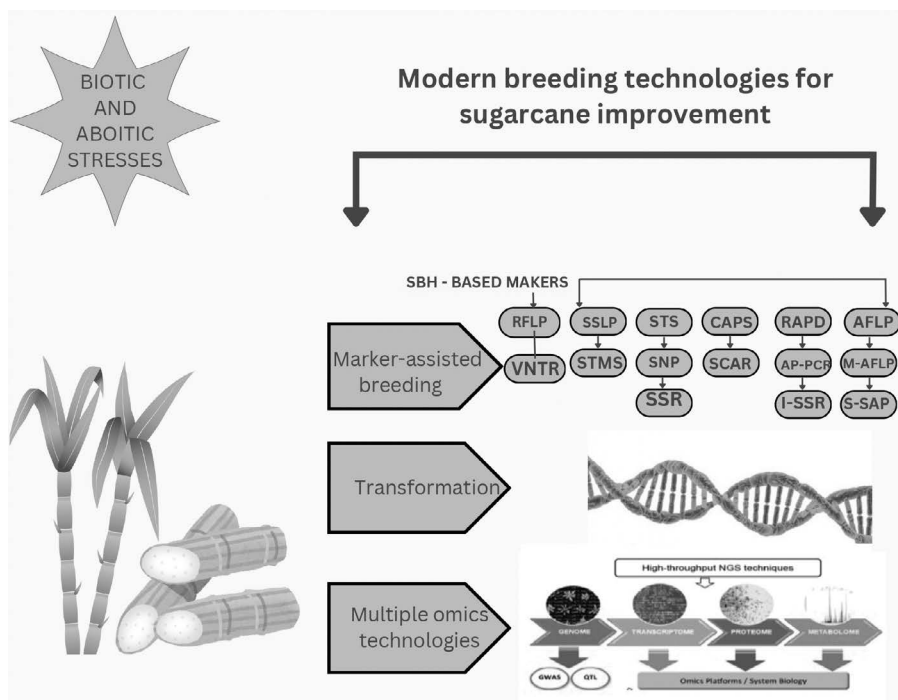 BIOTIC
AND
ABOITIC
STRESSES
Modern breeding technologies for
sugarcane improvement
SBH - BASED MAKERS
RFLP SSLP STS CAPS RAPD AFLP
Marker-assisted
breeding
VNTR STMS SNP SCAR AP-PCR M-AFLP
SSR I-SSR S-SAP
Transformation
High-throughput NGS techniques
Multiple omics
technologies
GENOME TRANSCRIPTOME PROTEOME METABOLOME
GWAS QTL Omics Platforms / System Biology